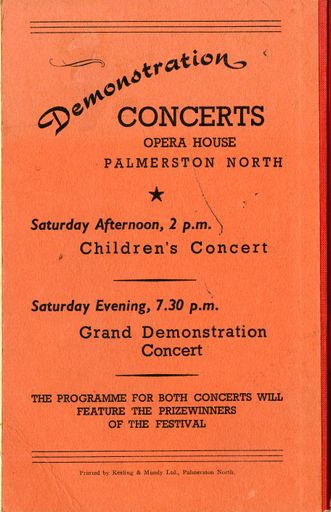 Demonstration
CONCERTS
OPERA HOUSE
PALMERSTON NORTH
Saturday Afternoon, 2 p.m.
Children's Concert
Saturday Evening, 7.30 p.m.
Grand Demonstration
Concert
THE PROGRAMME FOR BOTH CONCERTS WILL
FEATURE THE PRIZEWINNERS
OF THE FESTIVAL
Printed by Keeling & Mundy Ltd., Palmerston North.